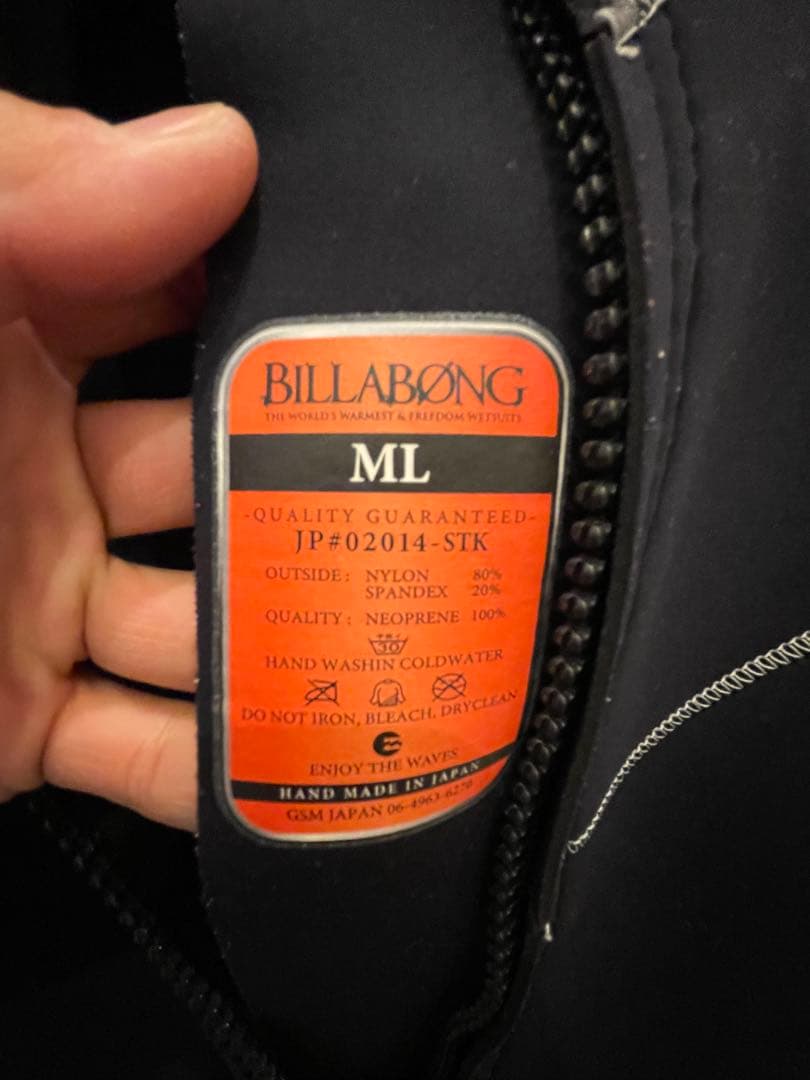 BILLABØNG
THE WORLD'S WARMEST & FREEDOM WETSUITS
ML
-QUALITY GUARANTEED-
JP#02014-STK
OUTSIDE: NYLON 80%
SPANDEX 20%
QUALITY: NEOPRENE 100%
30
HAND WASHIN COLDWATER
DO NOT IRON, BLEACH, DRYCLEAN
ENJOY THE WAVES
HAND MADE IN JAPAN
GSM JAPAN 06-4963-6270